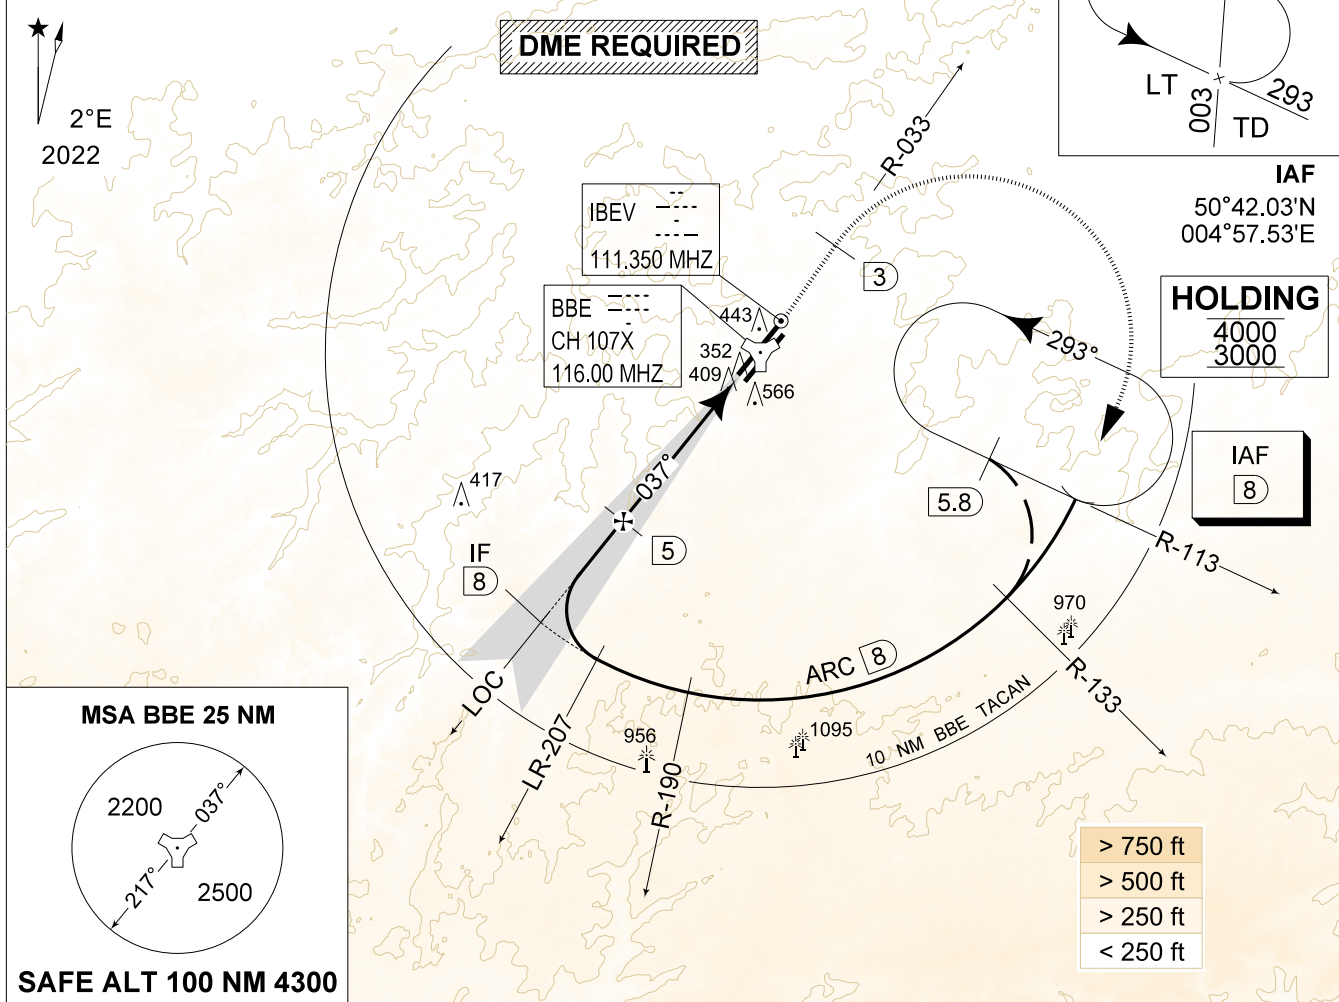 DME REQUIRED
2°E
2022
LT
003
293
TD
IAF
50°42.03'N
004°57.53'E
HOLDING
4000
3000
IAF
8
R-033
IBEV
111.350 MHZ
BBE
CH 107X
116.00 MHZ
3
443
352
409
566
293°
5.8
417
037°
5
IF
8
R-113
970
ARC 8
R-133
LOC
LR-207
956
R-190
1095
10 NM BBE TACAN
MSA BBE 25 NM
2200
037°
217°
2500
SAFE ALT 100 NM 4300
> 750 ft
> 500 ft
> 250 ft
< 250 ft